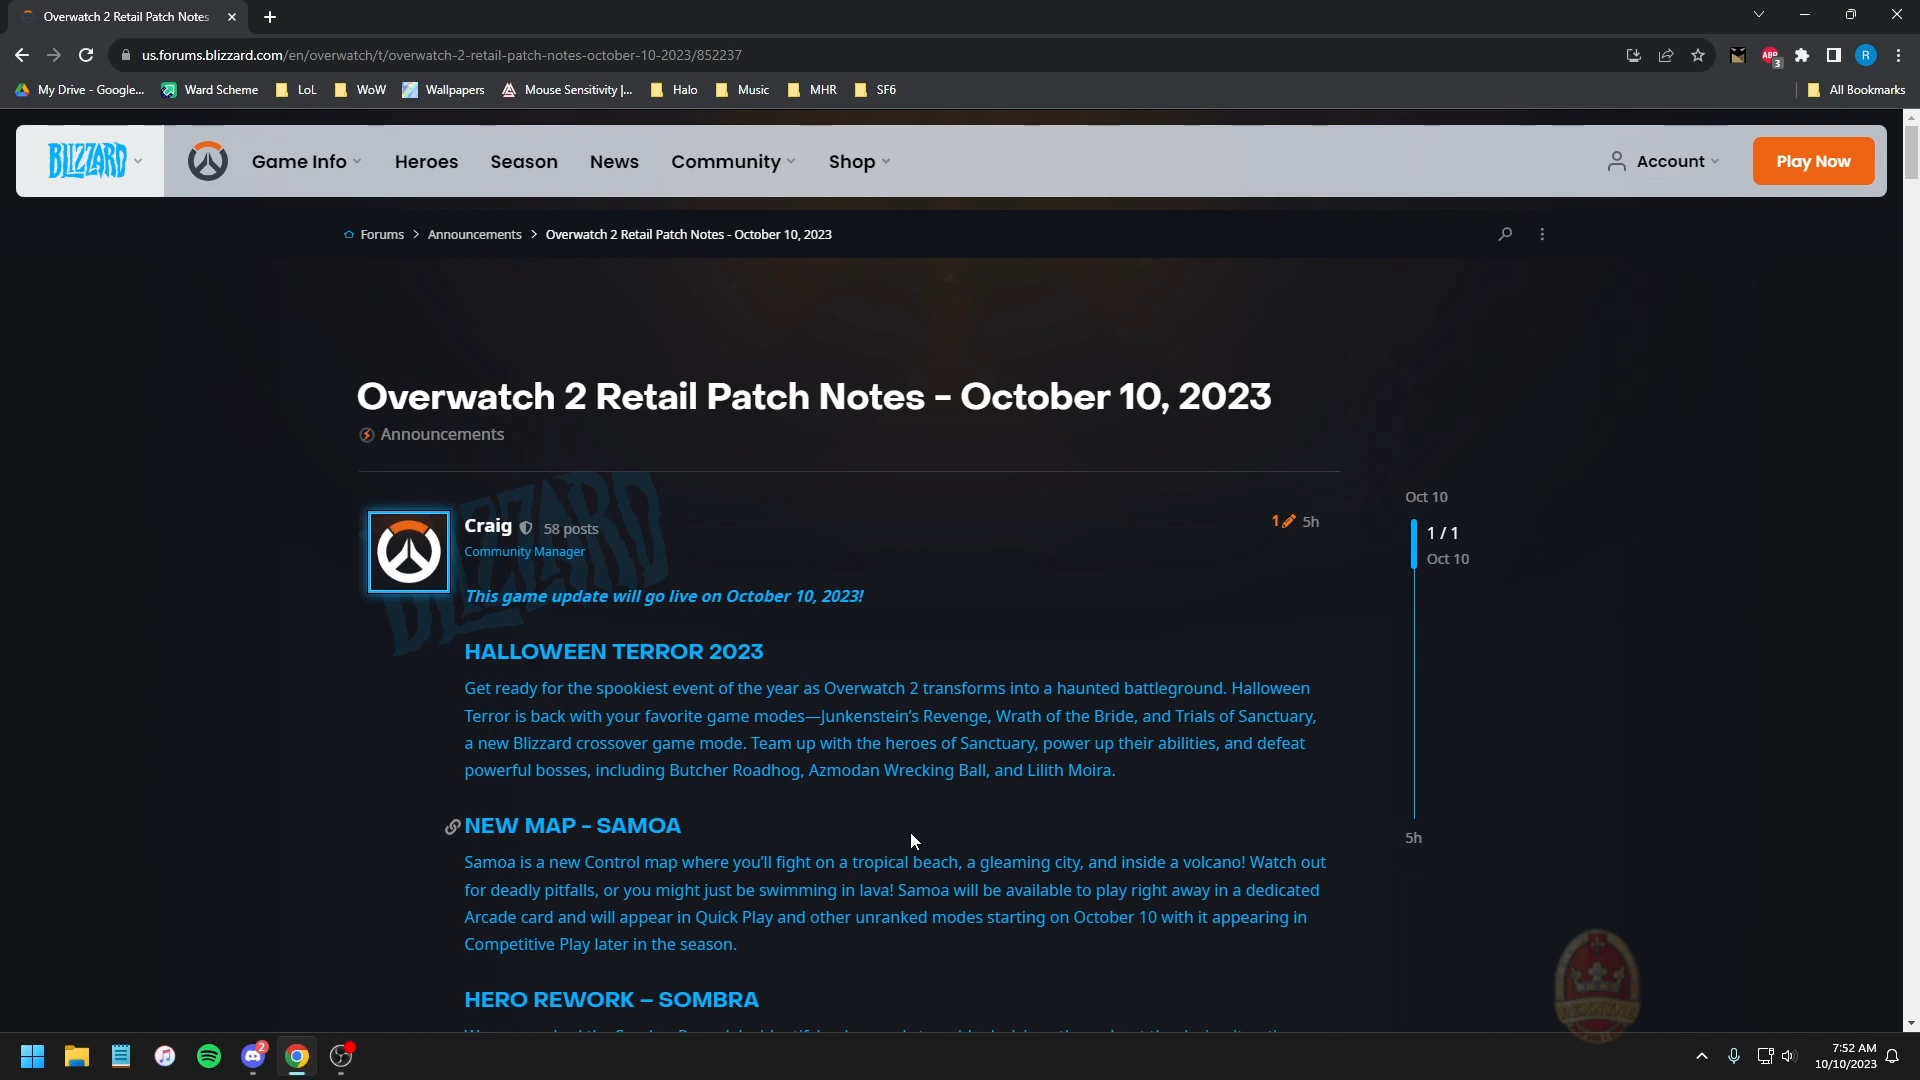 Overwatch 2 Retail Patch Notes
us.forums.blizzard.com/en/overwatch/t/overwatch-2-retail-patch-notes-october-10-2023/852237
ABP
3
R
My Drive - Google...
Ward Scheme
LoL
WoW
Wallpapers
Mouse Sensitivity |...
Halo
Music
MHR
SF6
All Bookmarks
BLIZZARD
Game Info
Heroes
Season
News
Community
Shop
Account
Play Now
Forums > Announcements > Overwatch 2 Retail Patch Notes - October 10, 2023
Overwatch 2 Retail Patch Notes - October 10, 2023
Announcements
BLIZZARD
Craig 58 posts
Community Manager
1 5h
Oct 10
1 / 1
Oct 10
5h
This game update will go live on October 10, 2023!
HALLOWEEN TERROR 2023
Get ready for the spookiest event of the year as Overwatch 2 transforms into a haunted battleground. Halloween
Terror is back with your favorite game modes—Junkenstein's Revenge, Wrath of the Bride, and Trials of Sanctuary,
a new Blizzard crossover game mode. Team up with the heroes of Sanctuary, power up their abilities, and defeat
powerful bosses, including Butcher Roadhog, Azmodan Wrecking Ball, and Lilith Moira.
NEW MAP - SAMOA
Samoa is a new Control map where you'll fight on a tropical beach, a gleaming city, and inside a volcano! Watch out
for deadly pitfalls, or you might just be swimming in lava! Samoa will be available to play right away in a dedicated
Arcade card and will appear in Quick Play and other unranked modes starting on October 10 with it appearing in
Competitive Play later in the season.
HERO REWORK – SOMBRA
2
7:52 AM
10/10/2023